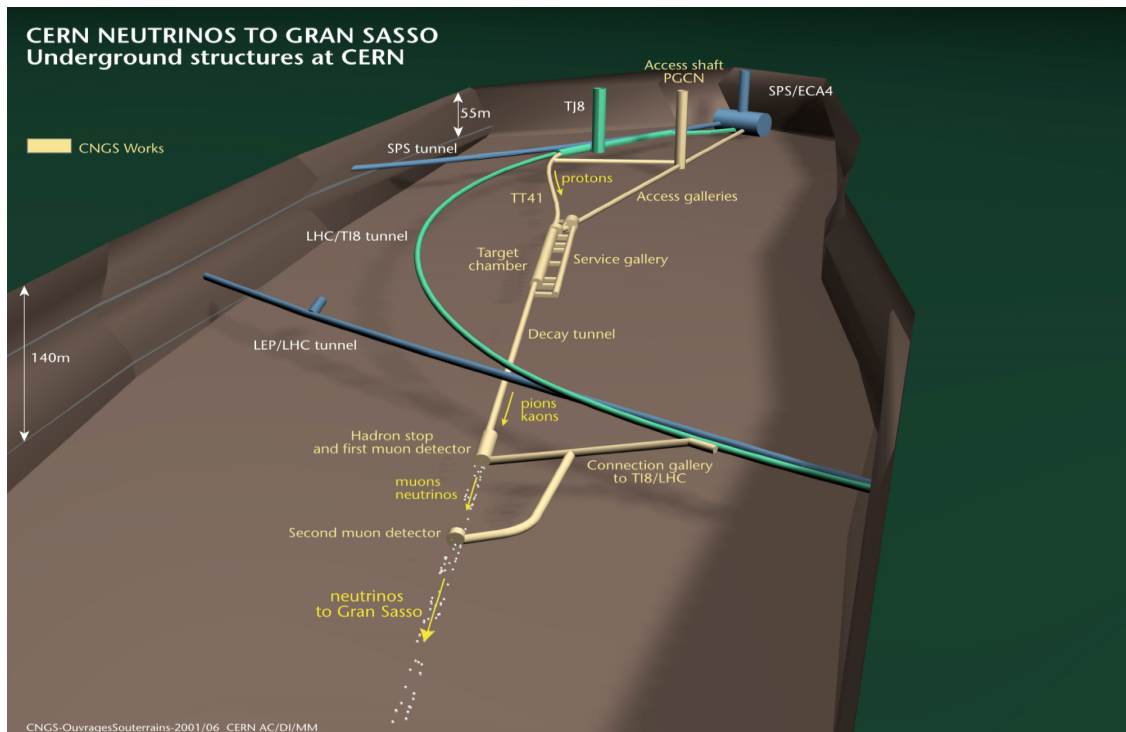 CERN NEUTRINOS TO GRAN SASSO
Underground structures at CERN
Access shaft
PGCN
SPS/ECA4
TJ8
55m
CNGS Works
SPS tunnel
protons
TT41
Access galleries
LHC/TI8 tunnel
Target
chamber
Service gallery
Decay tunnel
LEP/LHC tunnel
140m
pions
kaons
Hadron stop
and first muon detector
Connection gallery
to TI8/LHC
muons
neutrinos
Second muon detector
neutrinos
to Gran Sasso
CNGS-OuvragesSouterrains-2001/06 CERN AC/DI/MM